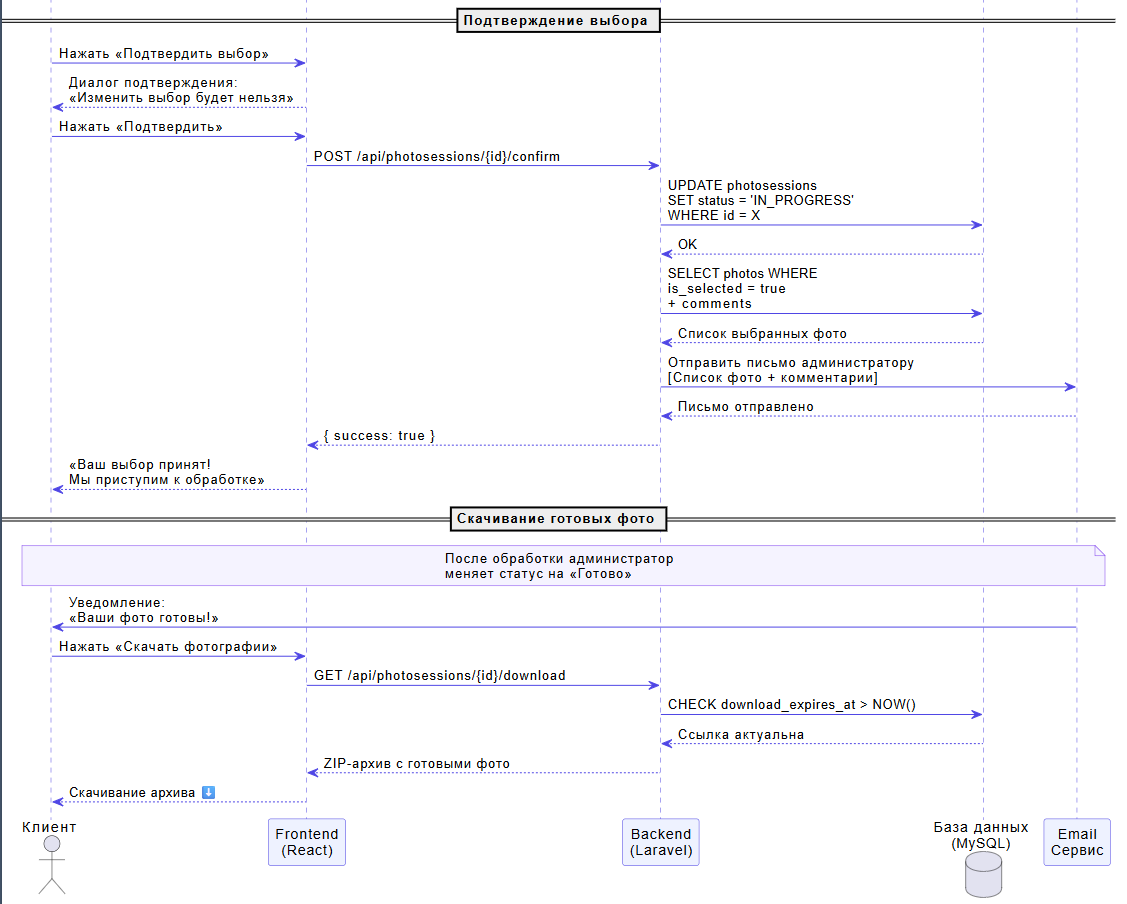 Подтверждение выбора
Нажать «Подтвердить выбор»
Диалог подтверждения:
«Изменить выбор будет нельзя»
Нажать «Подтвердить»
POST /api/photosessions/{id}/confirm
UPDATE photosessions
SET status = 'IN_PROGRESS'
WHERE id = X
OK
SELECT photos WHERE
is_selected = true
+ comments
Список выбранных фото
Отправить письмо администратору
[Список фото + комментарии]
Письмо отправлено
{ success: true }
«Ваш выбор принят!
Мы приступим к обработке»
Скачивание готовых фото
После обработки администратор
меняет статус на «Готово»
Уведомление:
«Ваши фото готовы!»
Нажать «Скачать фотографии»
GET /api/photosessions/{id}/download
CHECK download_expires_at > NOW()
Ссылка актуальна
ZIP-архив с готовыми фото
Скачивание архива ⬇️
Клиент
Frontend
(React)
Backend
(Laravel)
База данных
(MySQL)
Email
Сервис